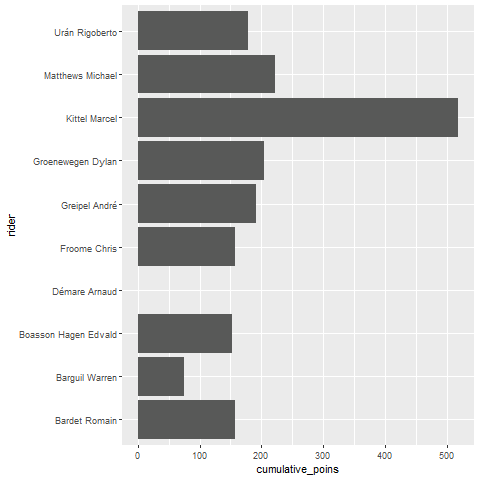 Urán Rigoberto
Matthews Michael
Kittel Marcel
Groenewegen Dylan
Greipel André
Froome Chris
Démare Arnaud
Boasson Hagen Edvald
Barguil Warren
Bardet Romain
rider
0 100 200 300 400 500
cumulative_poins